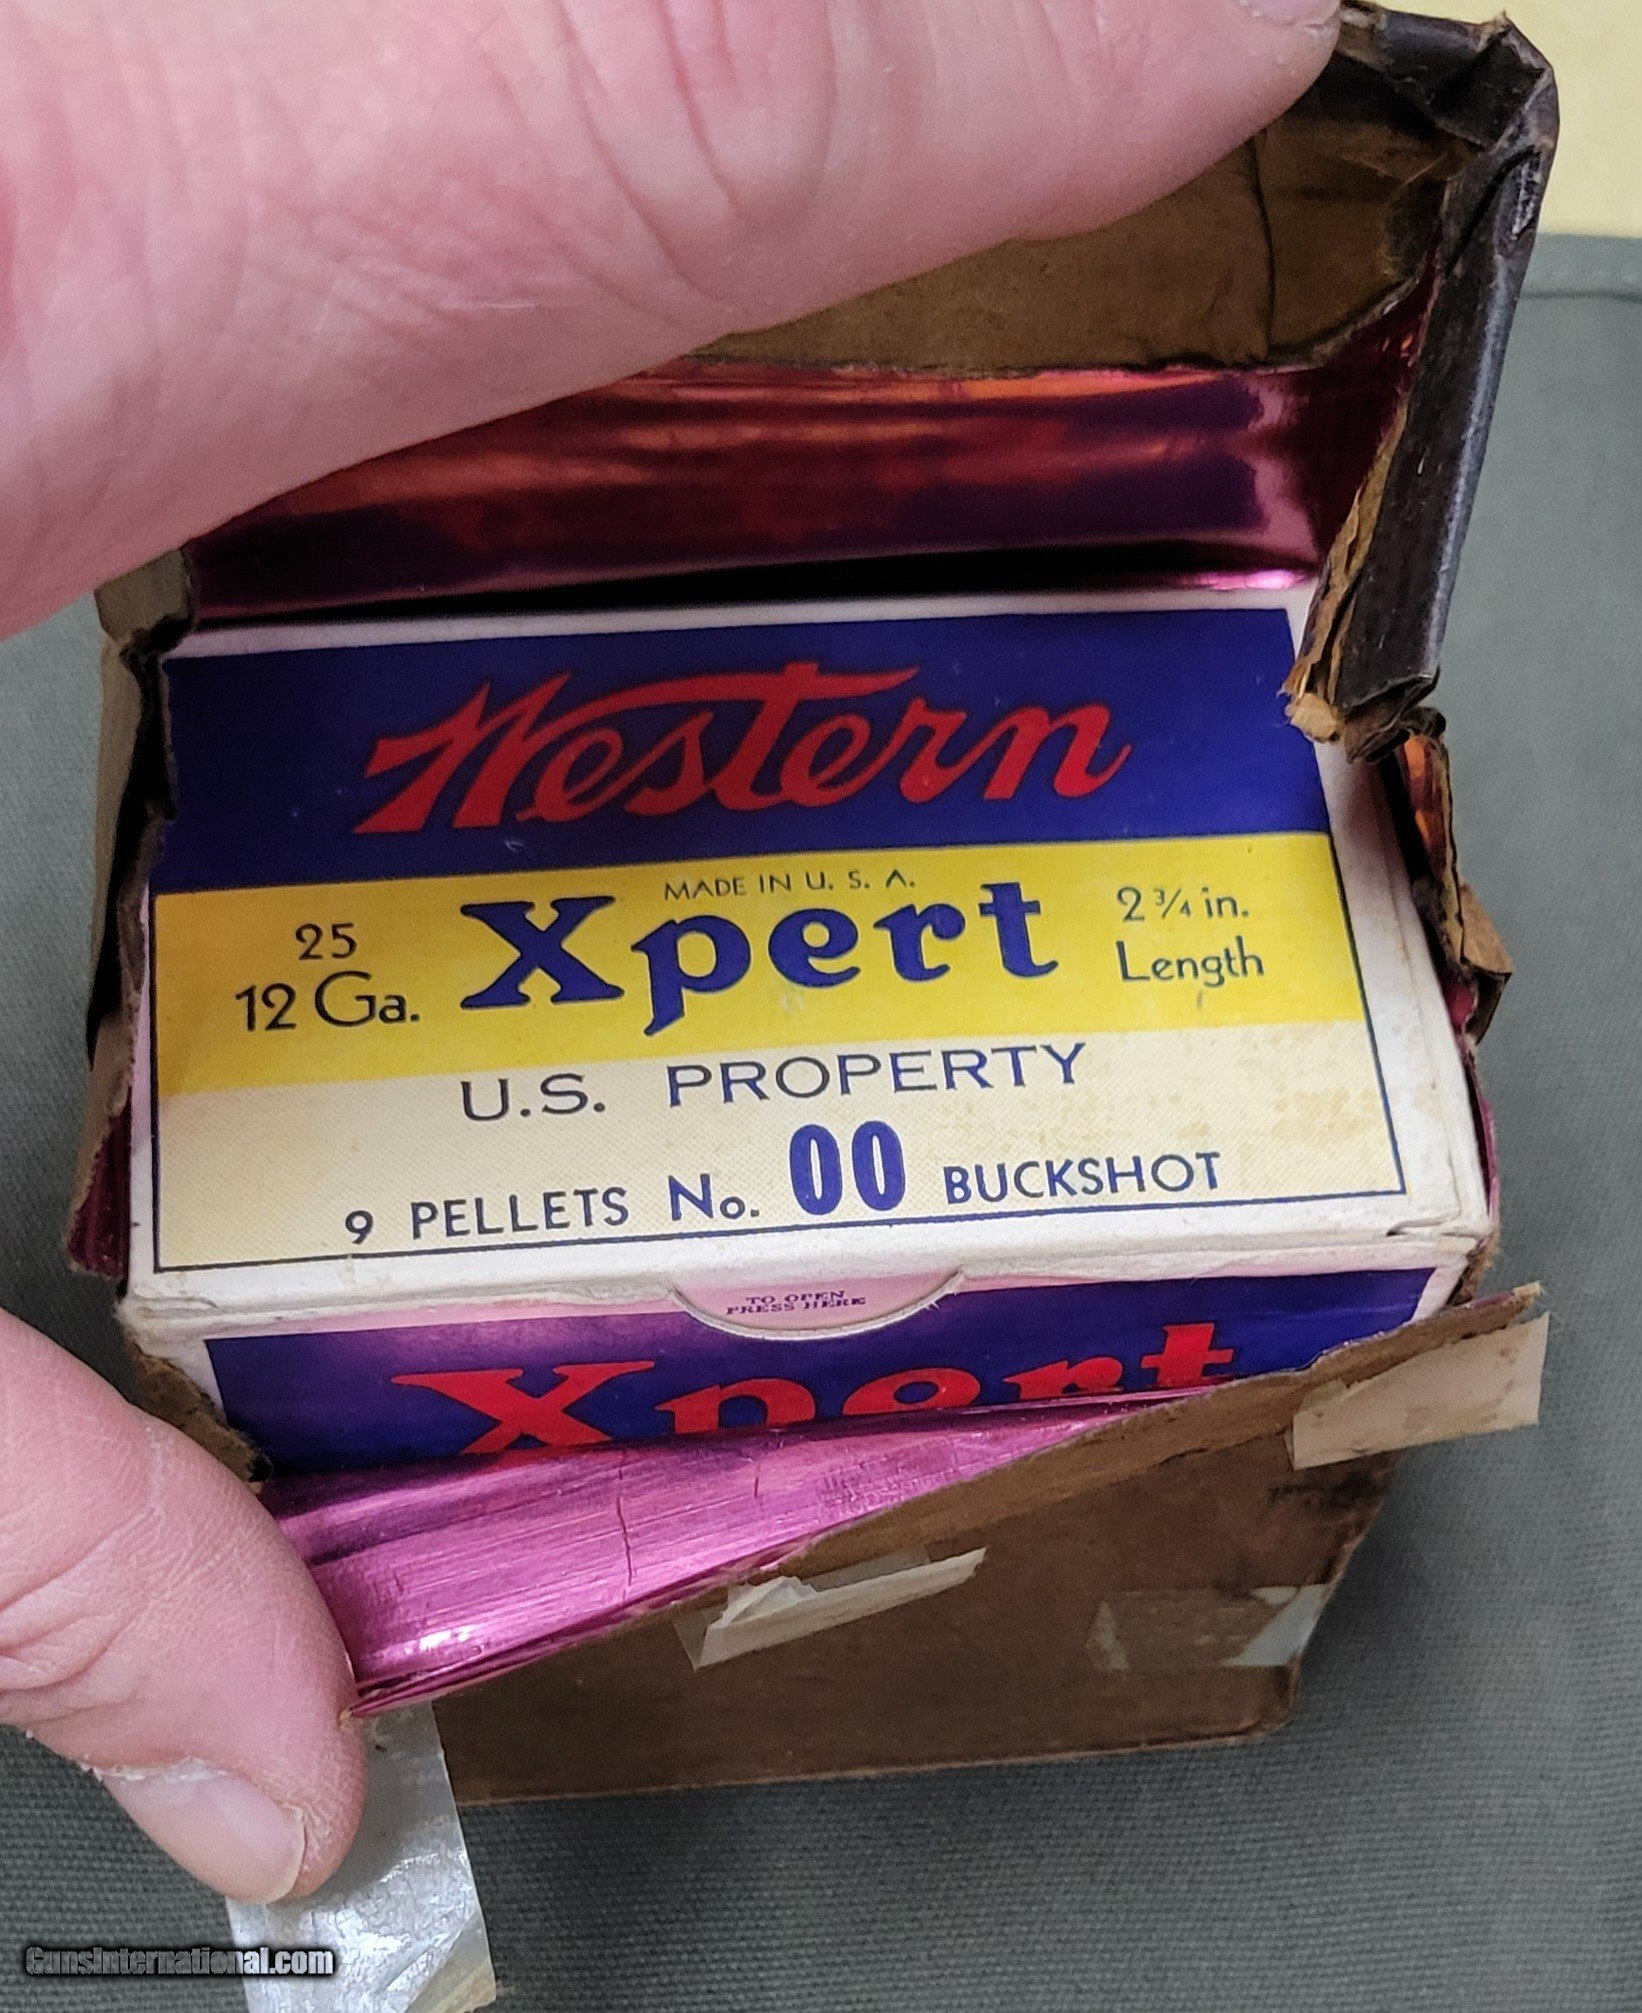 Western
MADE IN U. S. A.
25
12 Ga.
Xpert
2 3/4 in.
Length
U.S. PROPERTY
9 PELLETS No. 00 BUCKSHOT
TO OPEN
PRESS HERE
Xpert
GunsInternational.com